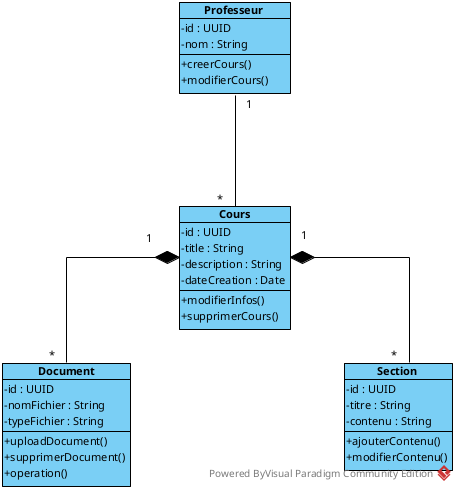 Professeur
-id : UUID
-nom : String
+creerCours()
+modifierCours()
1
*
Cours
-id : UUID
-title : String
-description : String
-dateCreation : Date
+modifierInfos()
+supprimerCours()
1
1
*
*
Document
-id : UUID
-nomFichier : String
-typeFichier : String
+uploadDocument()
+supprimerDocument()
+operation()
Section
-id : UUID
-titre : String
-contenu : String
+ajouterContenu()
+modifierContenu()
Powered ByVisual Paradigm Community Edition